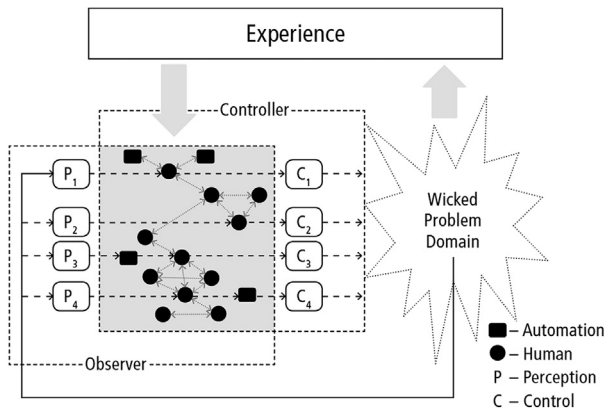 Experience
Controller
P1
C1
P2
C2
P3
C3
P4
C4
Wicked
Problem
Domain
Observer
– Automation
– Human
P – Perception
C – Control